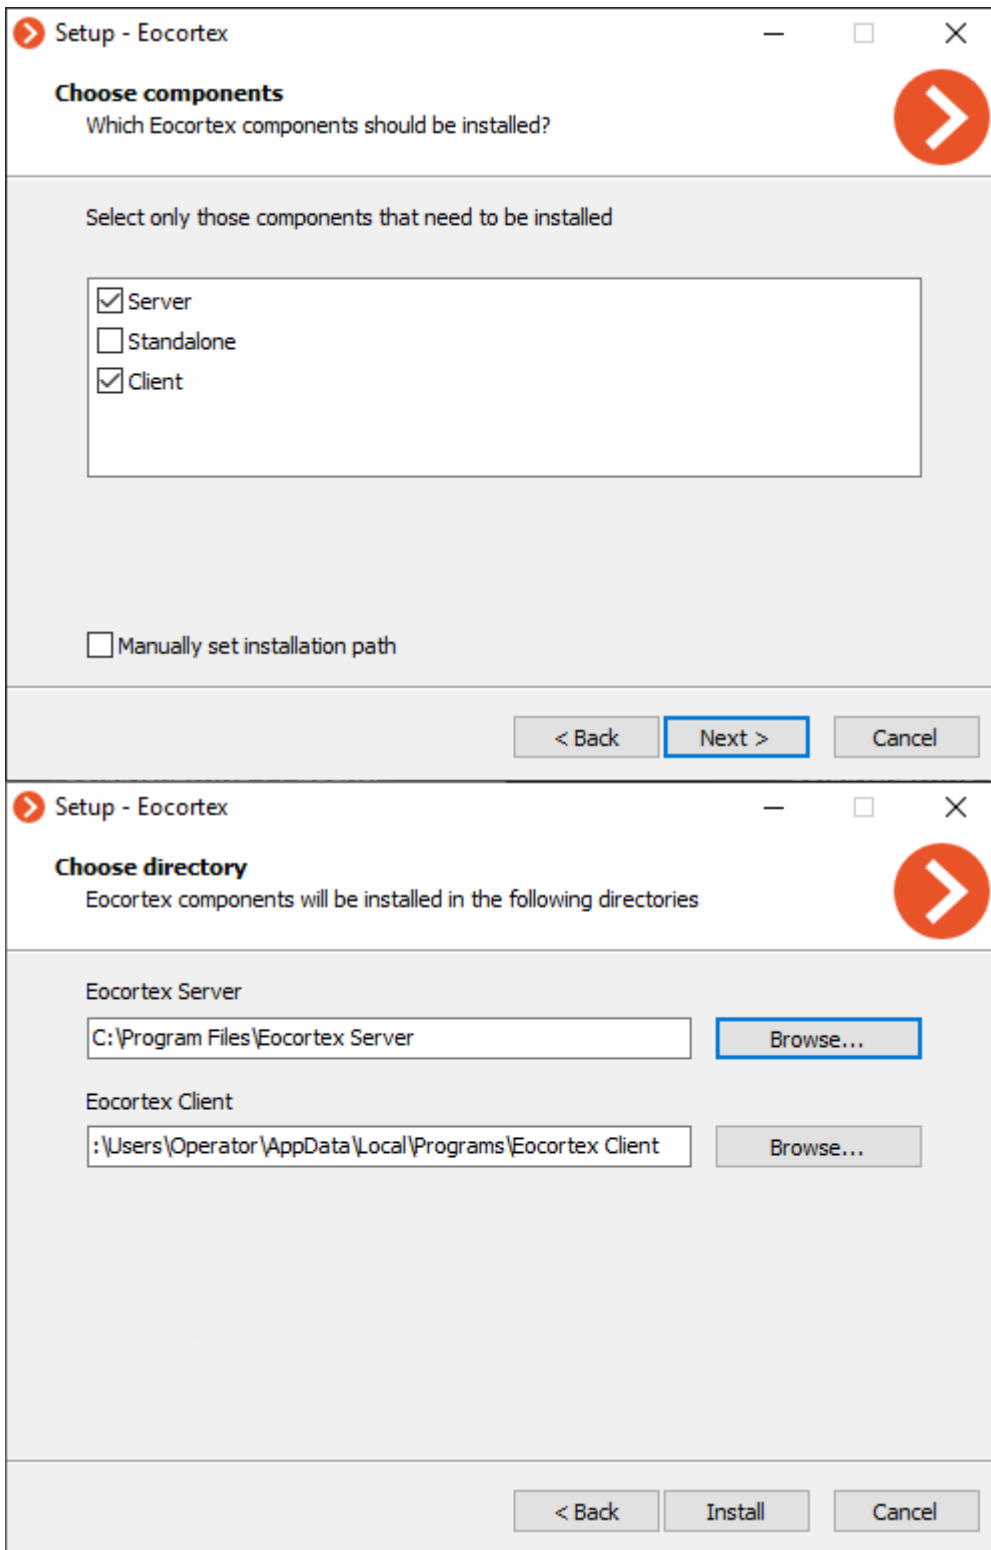 Setup - Eocortex
Choose components
Which Eocortex components should be installed?
Select only those components that need to be installed
Server
Standalone
Client
Manually set installation path
< Back Next > Cancel
Setup - Eocortex
Choose directory
Eocortex components will be installed in the following directories
Eocortex Server
C:\Program Files\Eocortex Server Browse...
Eocortex Client
:\Users\Operator\AppData\Local\Programs\Eocortex Client Browse...
< Back Install Cancel